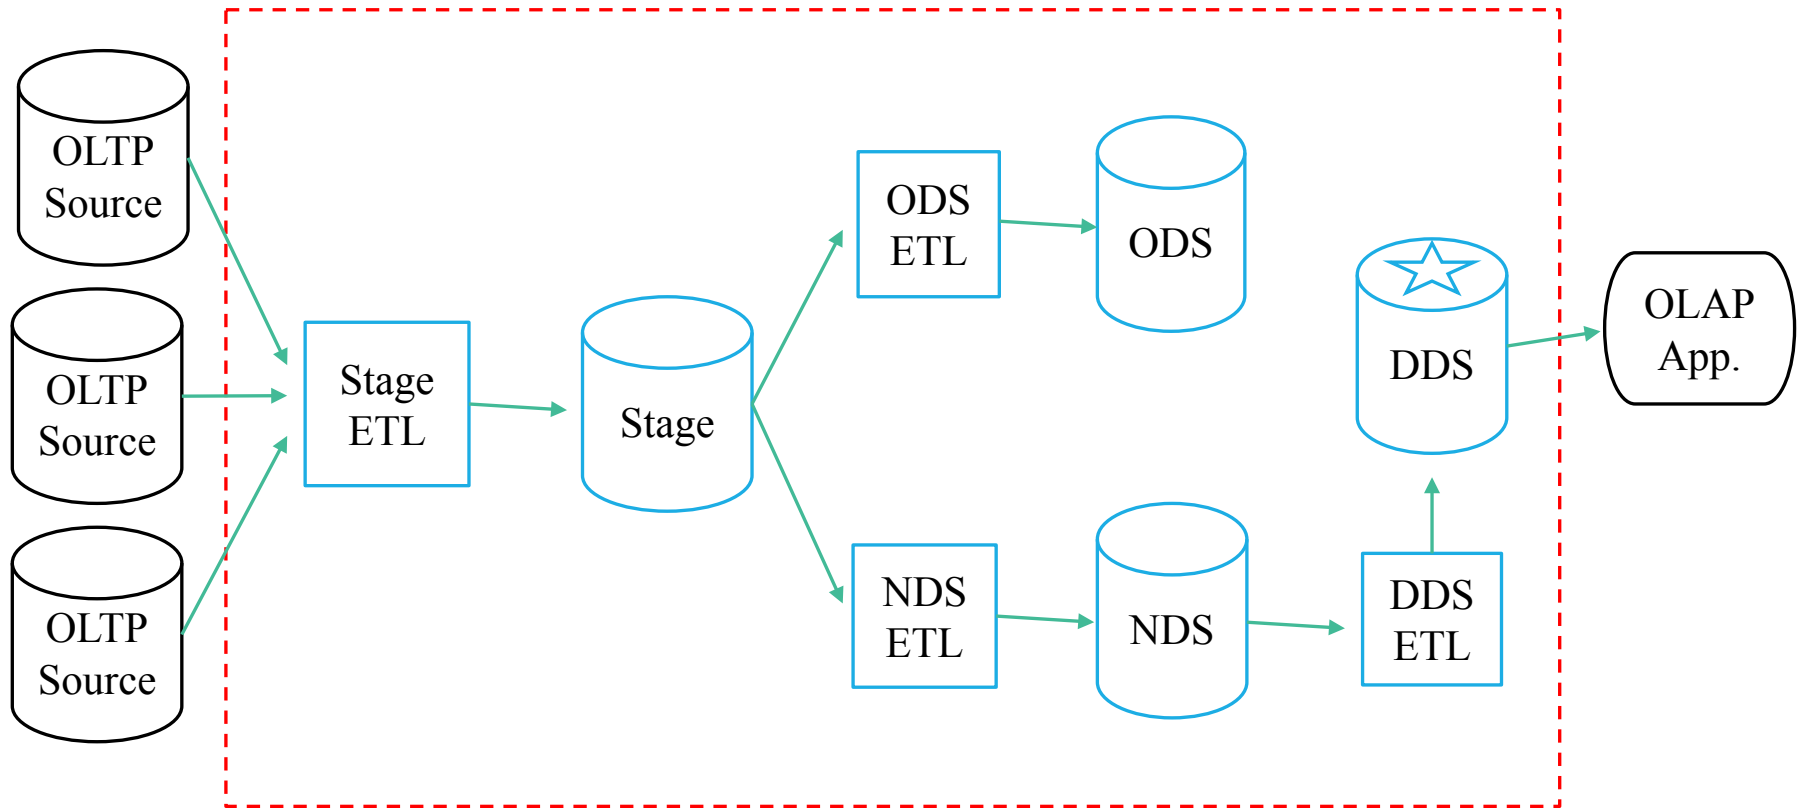 OLTP
Source
OLTP
Source
OLTP
Source
Stage
ETL
Stage
ODS
ETL
ODS
NDS
ETL
NDS
DDS
ETL
DDS
OLAP
App.